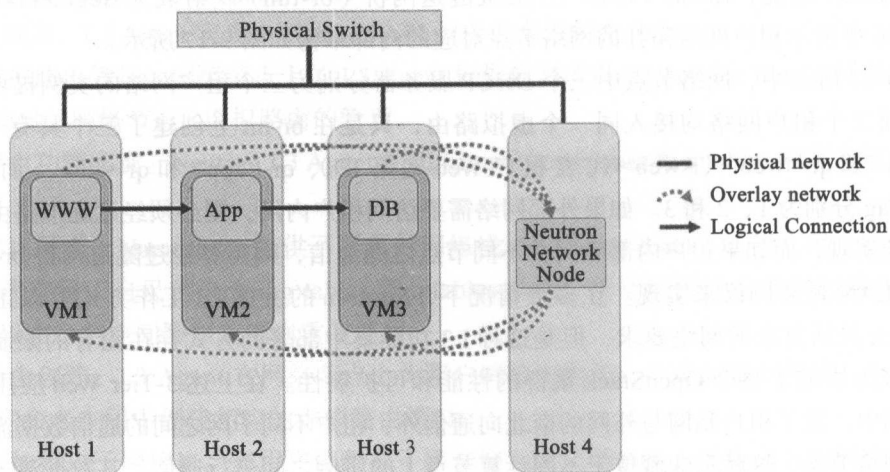 Physical Switch
Physical network
Overlay network
Logical Connection
WWW
App
DB
Neutron
Network
Node
VM1
VM2
VM3
Host 1
Host 2
Host 3
Host 4